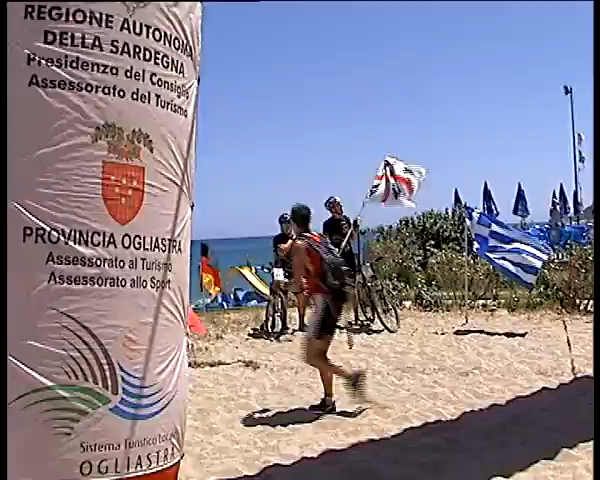 REGIONE AUTONOMA
DELLA SARDEGNA
Presidenza del Consiglio
Assessorato del Turismo
PROVINCIA OGLIASTRA
Assessorato al Turismo
Assessorato allo Sport
Sistema Turistico Locale
OGLIASTRA